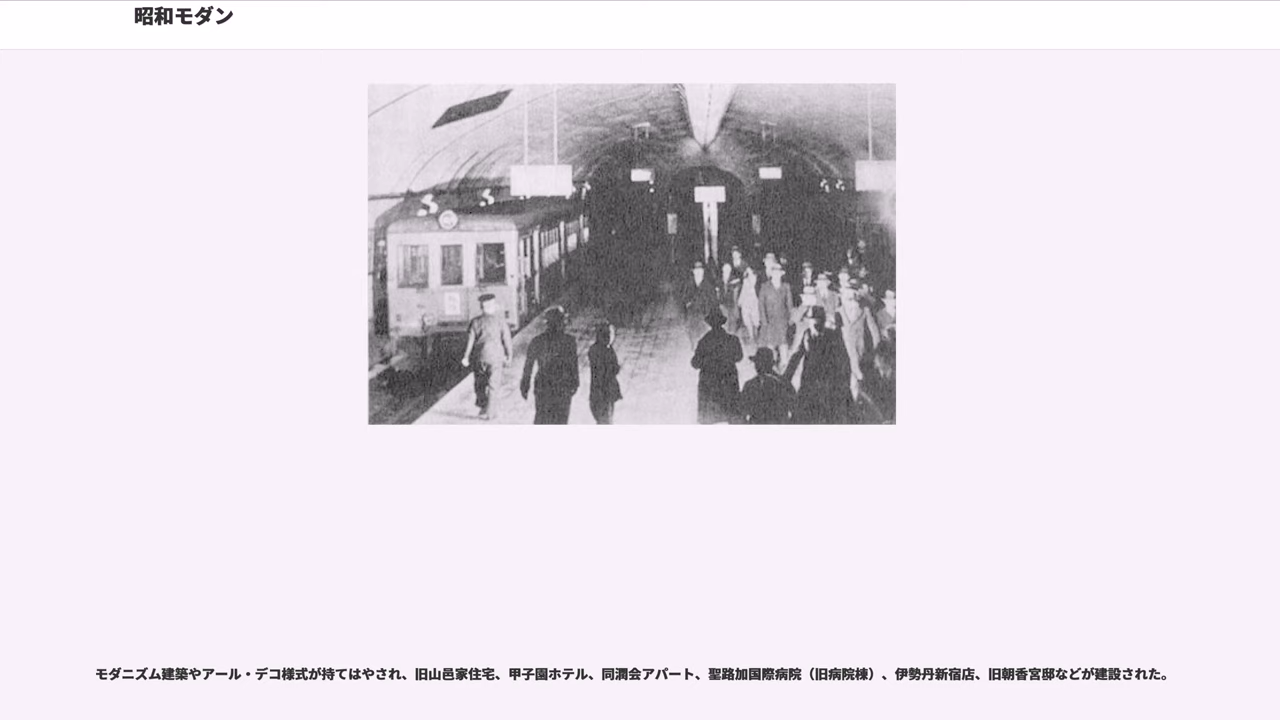 昭和モダン
モダニズム建築やアール・デコ様式が持てはやされ、旧山邑家住宅、甲子園ホテル、同潤会アパート、聖路加国際病院（旧病院棟）、伊勢丹新宿店、旧朝香宮邸などが建設された。